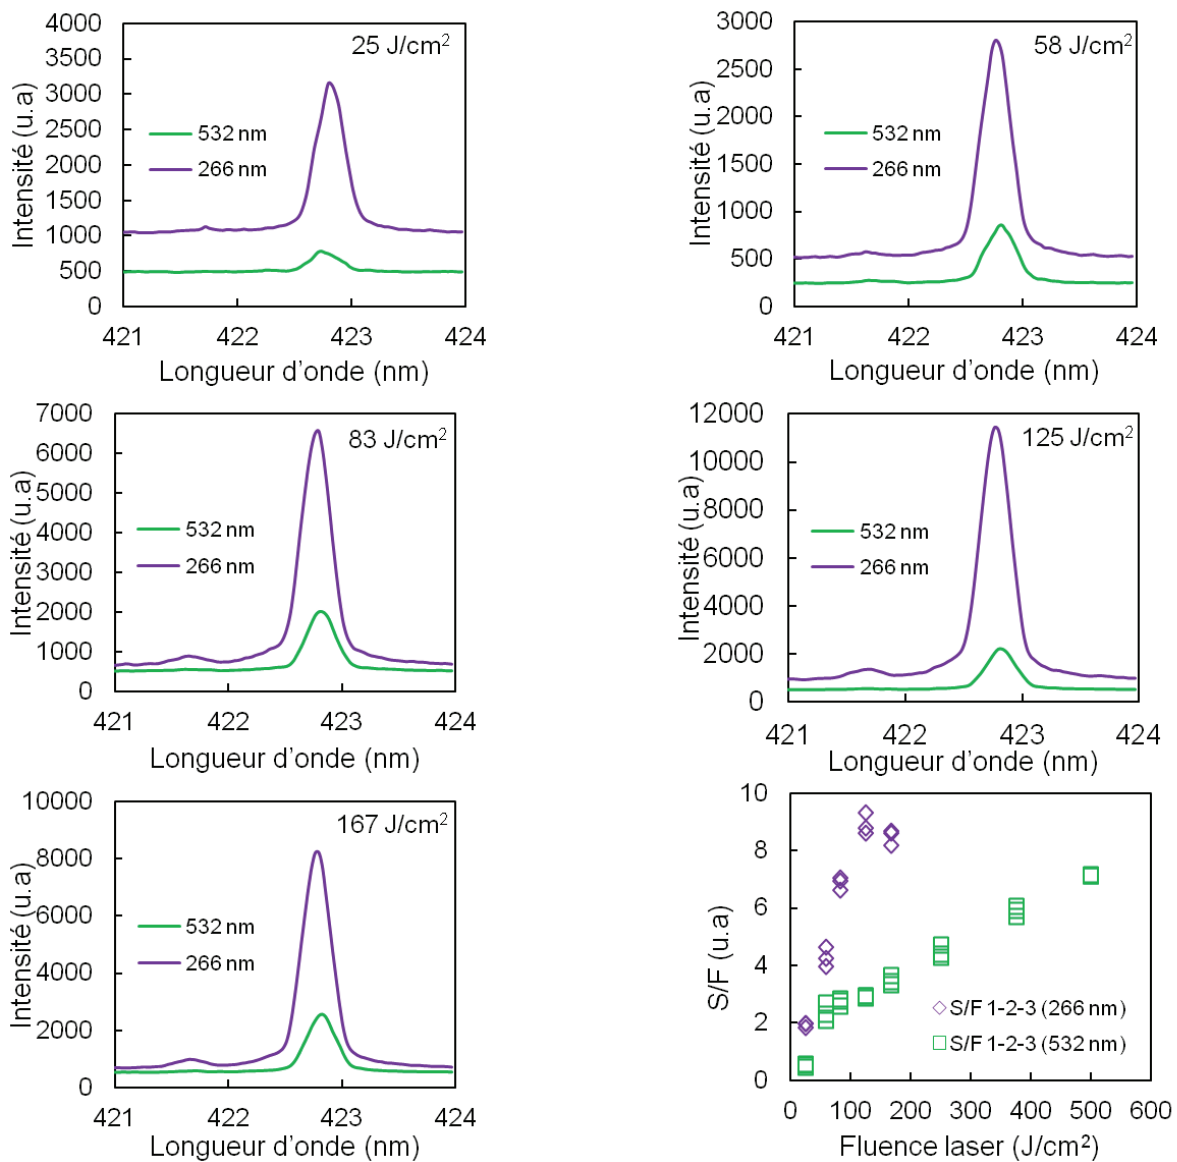 25 J/cm²
Intensité (u.a)
4000
3500
3000
2500
2000
1500
1000
500
0
532 nm
266 nm
421 422 423 424
Longueur d'onde (nm)
58 J/cm²
Intensité (u.a)
3000
2500
2000
1500
1000
500
0
532 nm
266 nm
421 422 423 424
Longueur d'onde (nm)
83 J/cm²
Intensité (u.a)
7000
6000
5000
4000
3000
2000
1000
0
532 nm
266 nm
421 422 423 424
Longueur d'onde (nm)
125 J/cm²
Intensité (u.a)
12000
10000
8000
6000
4000
2000
0
532 nm
266 nm
421 422 423 424
Longueur d'onde (nm)
167 J/cm²
Intensité (u.a)
10000
8000
6000
4000
2000
0
532 nm
266 nm
421 422 423 424
Longueur d'onde (nm)
S/F (u.a)
10
8
6
4
2
0
S/F 1-2-3 (266 nm)
S/F 1-2-3 (532 nm)
0 100 200 300 400 500 600
Fluence laser (J/cm²)